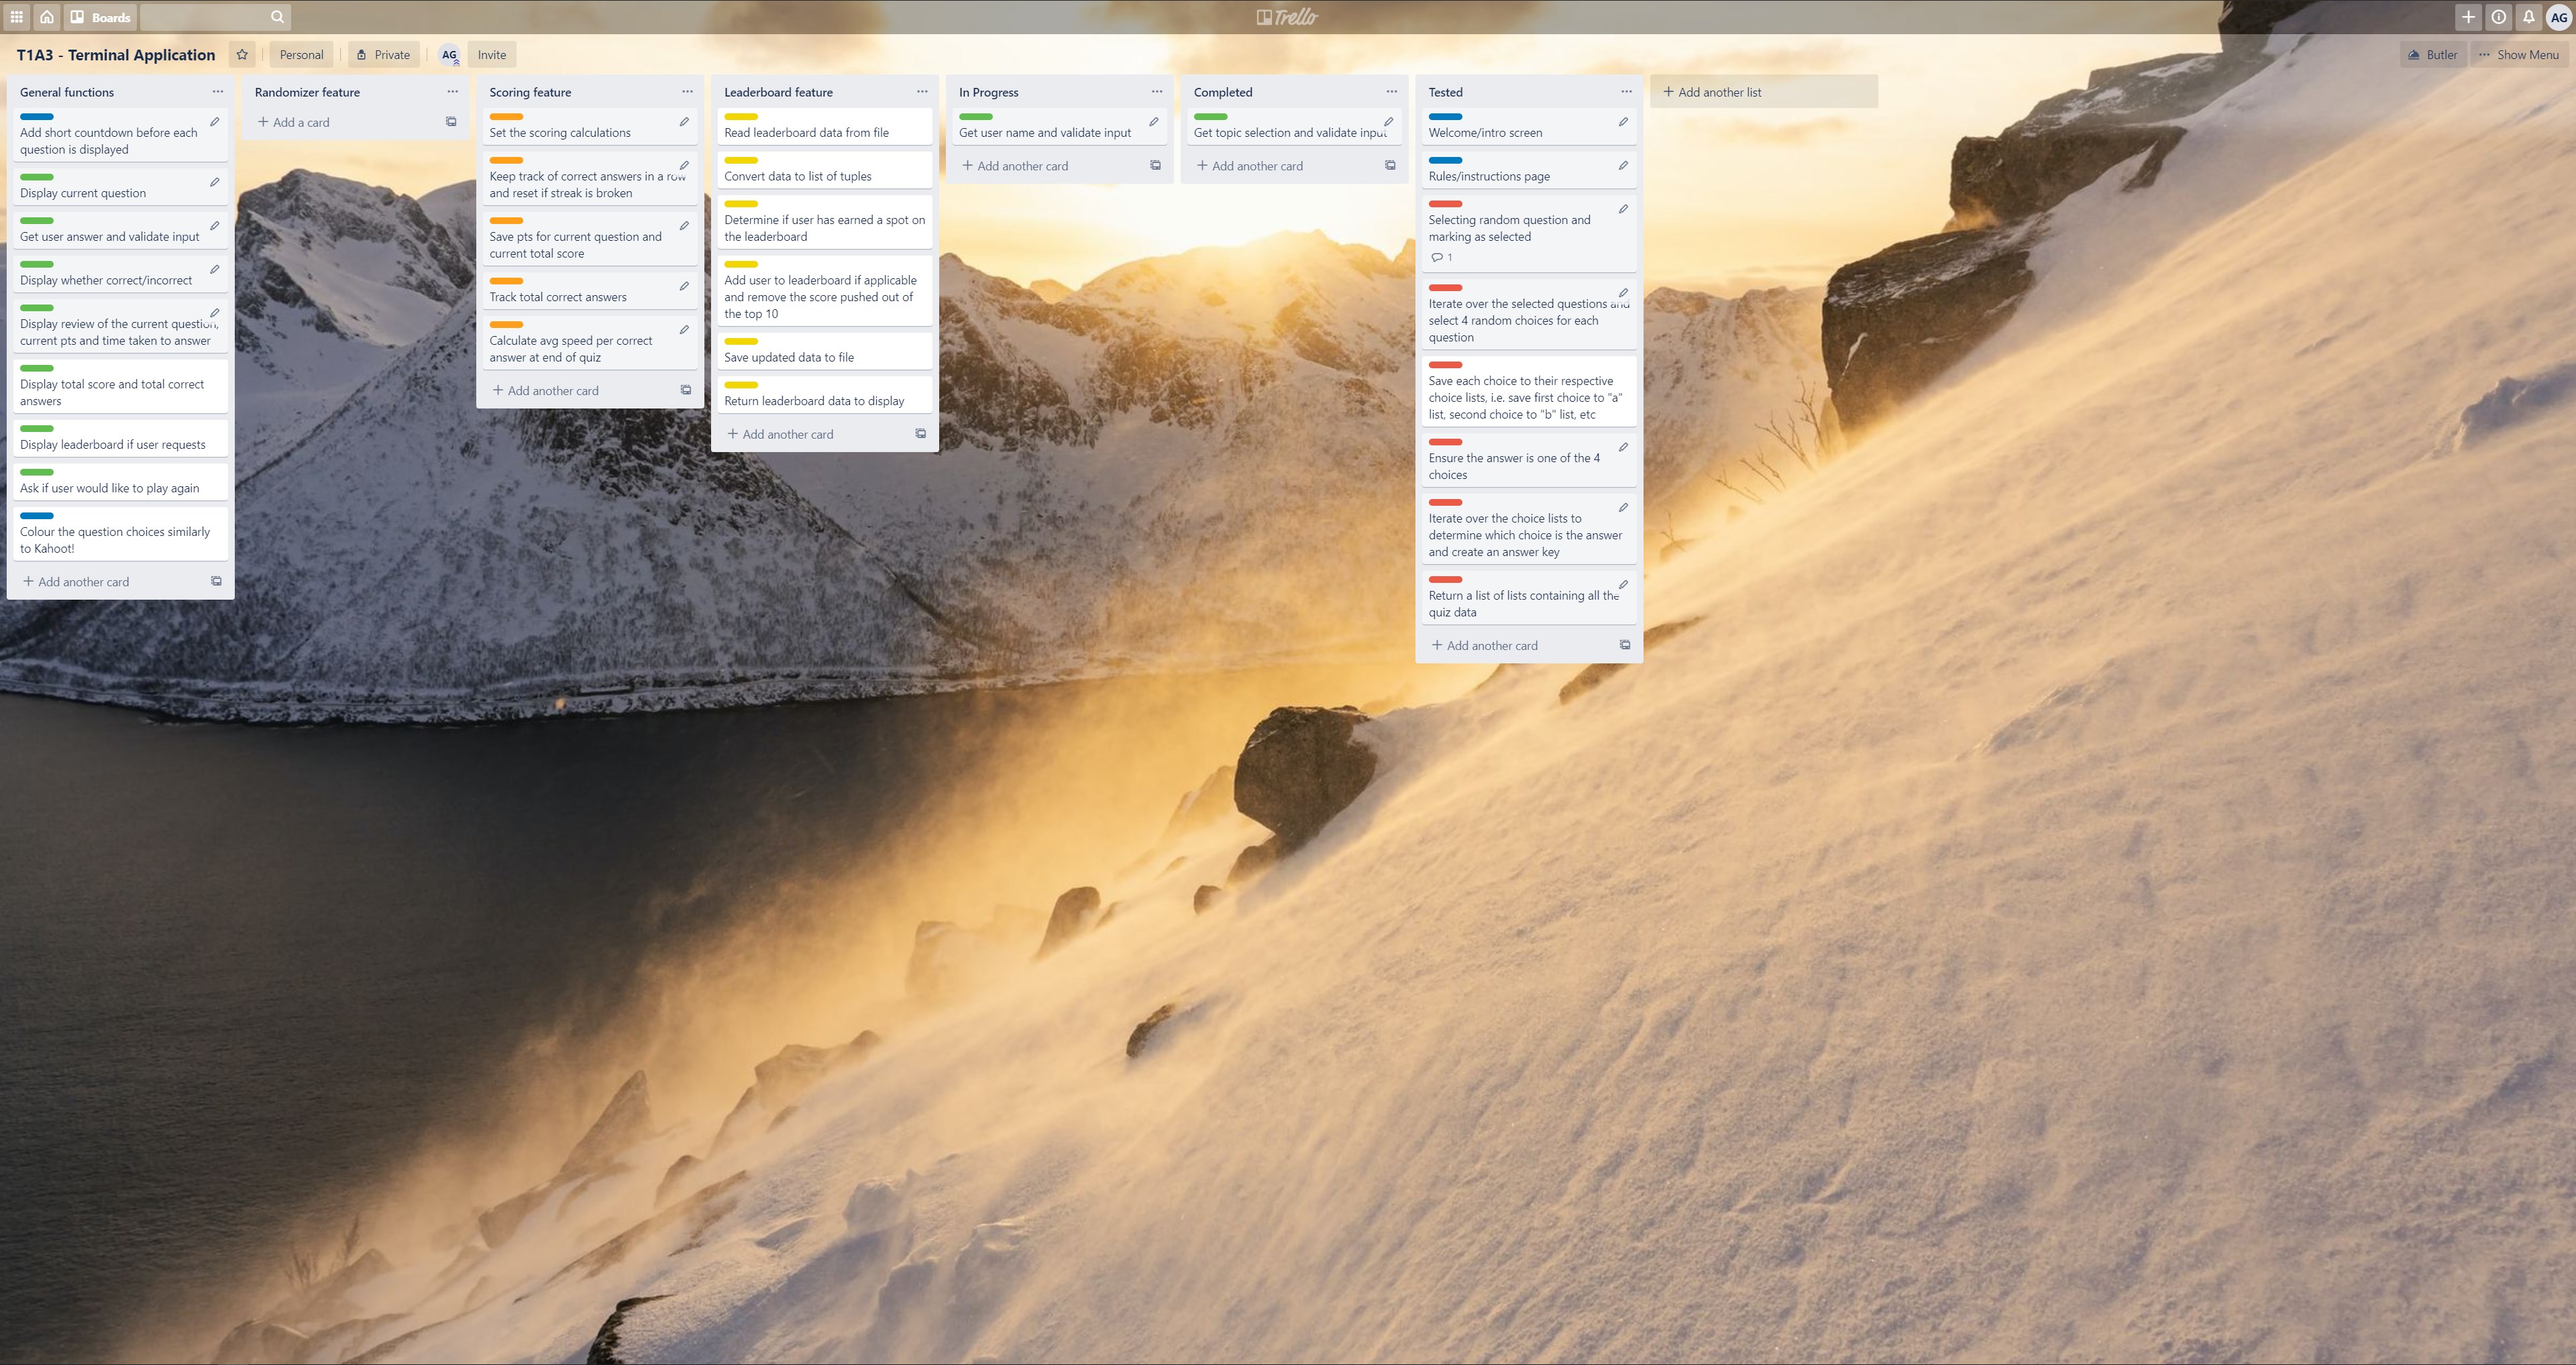 Boards
Trello
AG
T1A3 - Terminal Application
Personal
Private
AG
Invite
Butler
Show Menu
General functions
Add short countdown before each
question is displayed
Display current question
Get user answer and validate input
Display whether correct/incorrect
Display review of the current question,
current pts and time taken to answer
Display total score and total correct
answers
Display leaderboard if user requests
Ask if user would like to play again
Colour the question choices similarly
to Kahoot!
+ Add another card
Randomizer feature
+ Add a card
Scoring feature
Set the scoring calculations
Keep track of correct answers in a row
and reset if streak is broken
Save pts for current question and
current total score
Track total correct answers
Calculate avg speed per correct
answer at end of quiz
+ Add another card
Leaderboard feature
Read leaderboard data from file
Convert data to list of tuples
Determine if user has earned a spot on
the leaderboard
Add user to leaderboard if applicable
and remove the score pushed out of
the top 10
Save updated data to file
Return leaderboard data to display
+ Add another card
In Progress
Get user name and validate input
+ Add another card
Completed
Get topic selection and validate input
+ Add another card
Tested
Welcome/intro screen
Rules/instructions page
Selecting random question and
marking as selected
1
Iterate over the selected questions and
select 4 random choices for each
question
Save each choice to their respective
choice lists, i.e. save first choice to "a"
list, second choice to "b" list, etc
Ensure the answer is one of the 4
choices
Iterate over the choice lists to
determine which choice is the answer
and create an answer key
Return a list of lists containing all the
quiz data
+ Add another card
+ Add another list